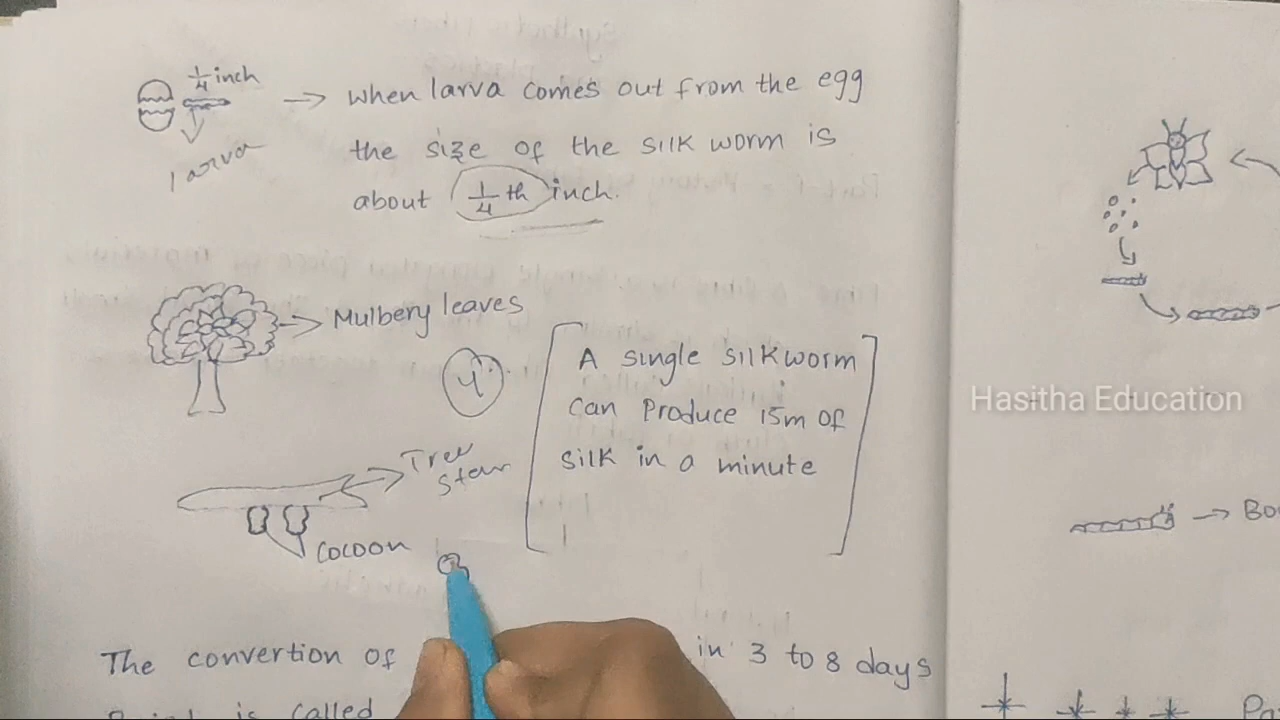 1/4 inch
larva
→ When larva comes out from the egg
the size of the silk worm is
about 1/4 th inch.
Mulbery leaves
4
A single silkworm
can produce 15m of
silk in a minute
Tree
Cocoon
The convertion of in 3 to 8 days
is called
Hasitha Education
→ Bo
Pa